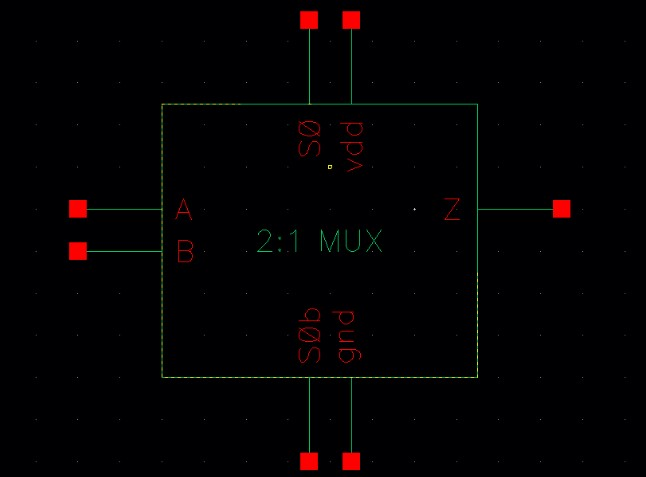 S0 vdd
A
Z
B
2:1 MUX
S0b gnd